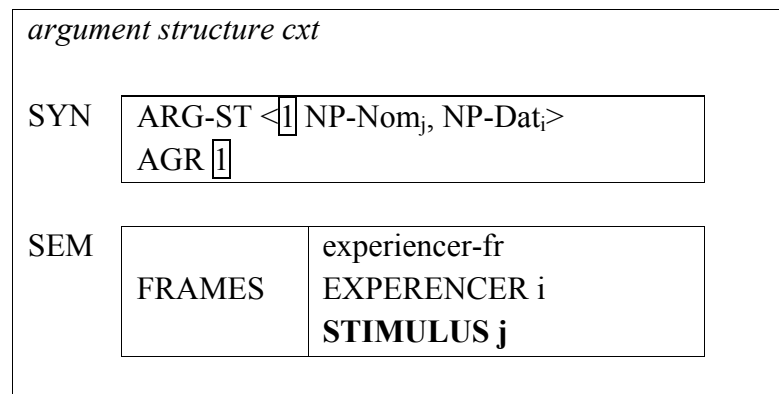 argument structure cxt
SYN ARG-ST <1 NP-Nomj, NP-Dati>
AGR 1
SEM experiencer-fr
FRAMES EXPERENCER i
STIMULUS j